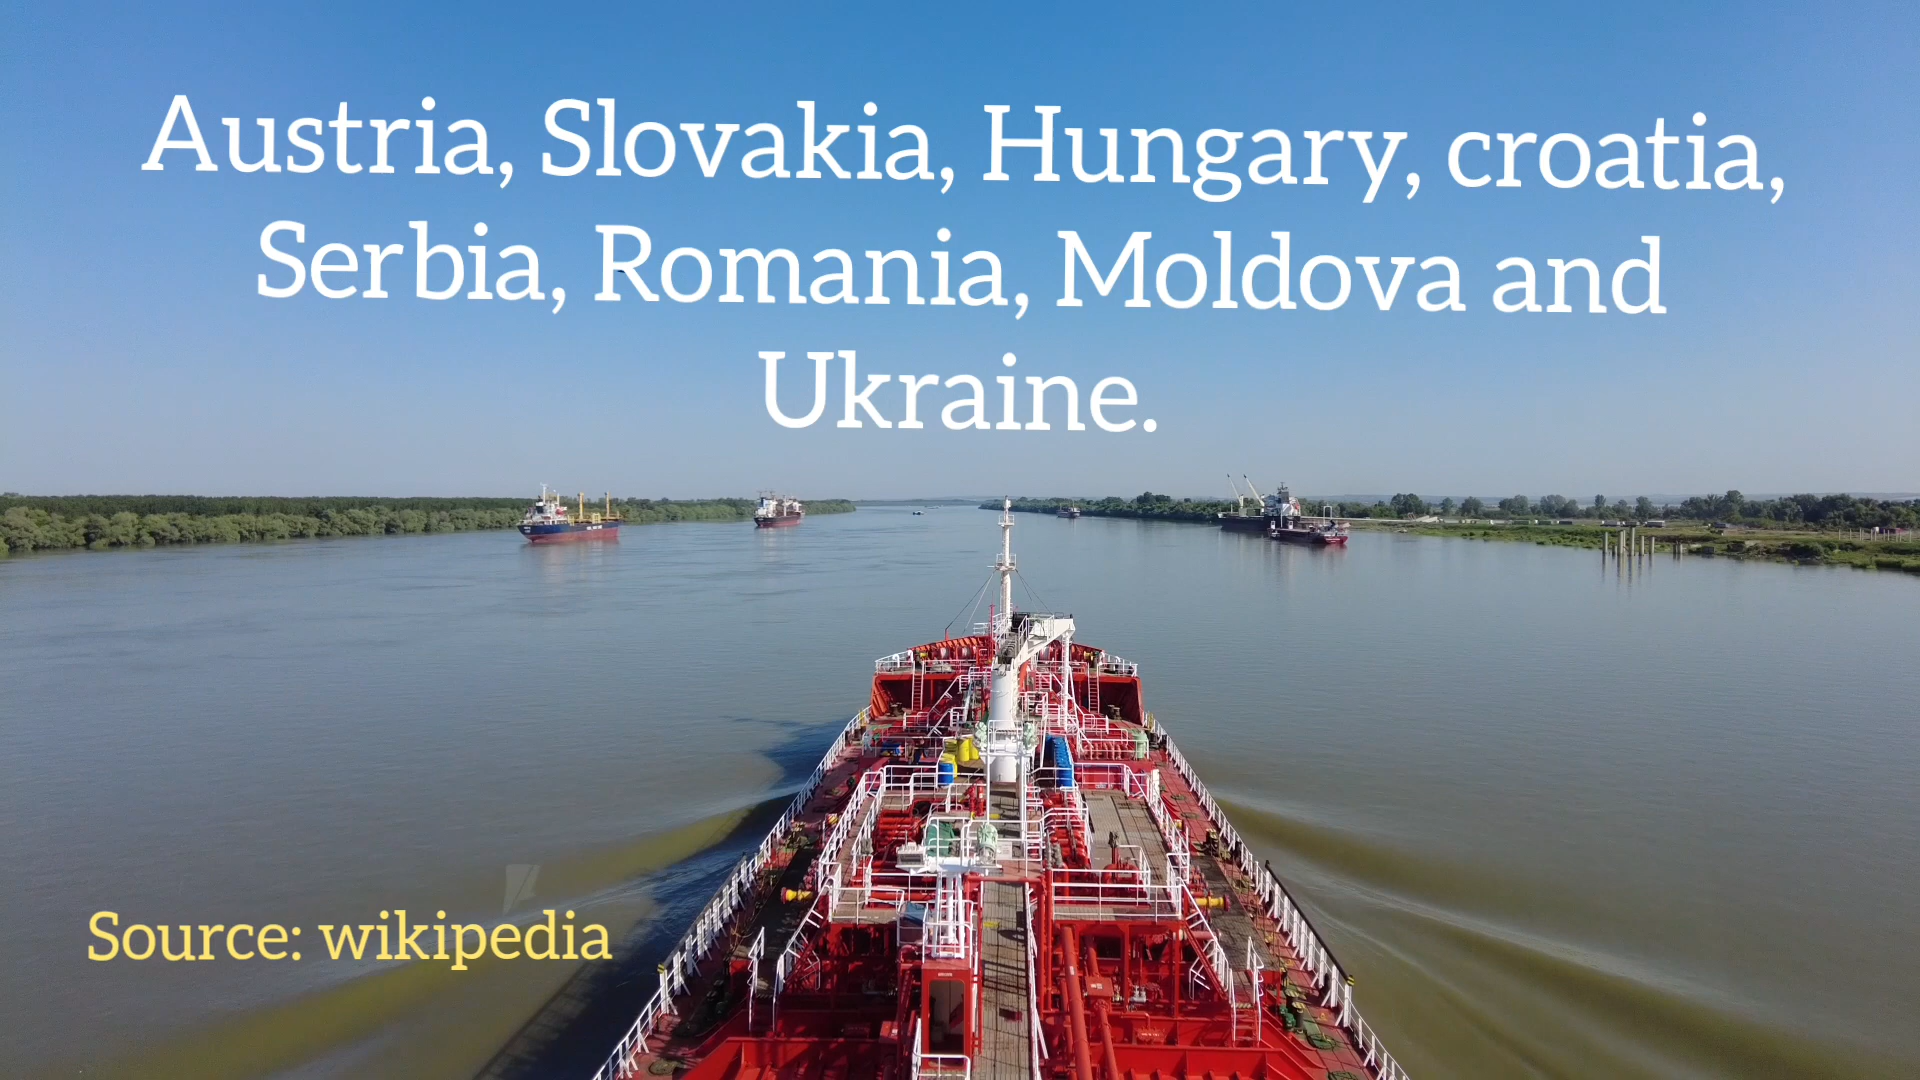 Austria, Slovakia, Hungary, croatia,
Serbia, Romania, Moldova and
Ukraine.
Source: wikipedia